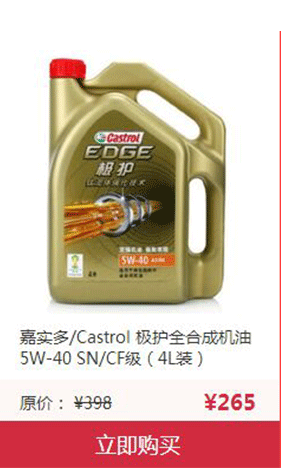 Castrol
EDGE
极护
5W-40
嘉实多/Castrol 极护全合成机油
5W-40 SN/CF级（4L装）
原价： ¥398 ¥265
立即购买